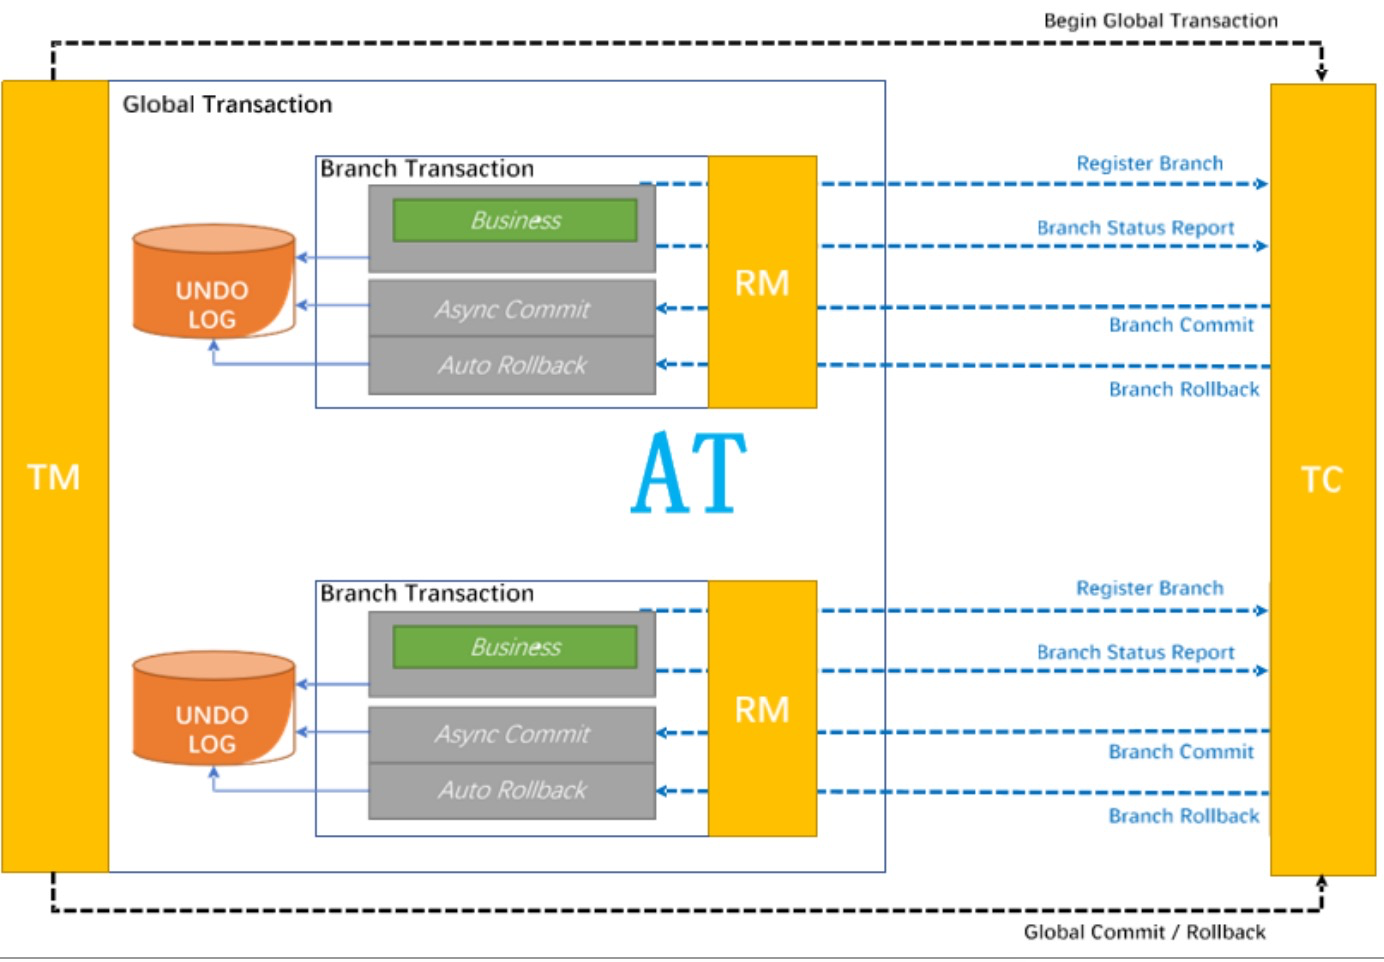 Begin Global Transaction
Global Transaction
Branch Transaction
Business
Async Commit
Auto Rollback
UNDO
LOG
RM
Register Branch
Branch Status Report
Branch Commit
Branch Rollback
TM
AT
TC
Branch Transaction
Business
Async Commit
Auto Rollback
UNDO
LOG
RM
Register Branch
Branch Status Report
Branch Commit
Branch Rollback
Global Commit / Rollback